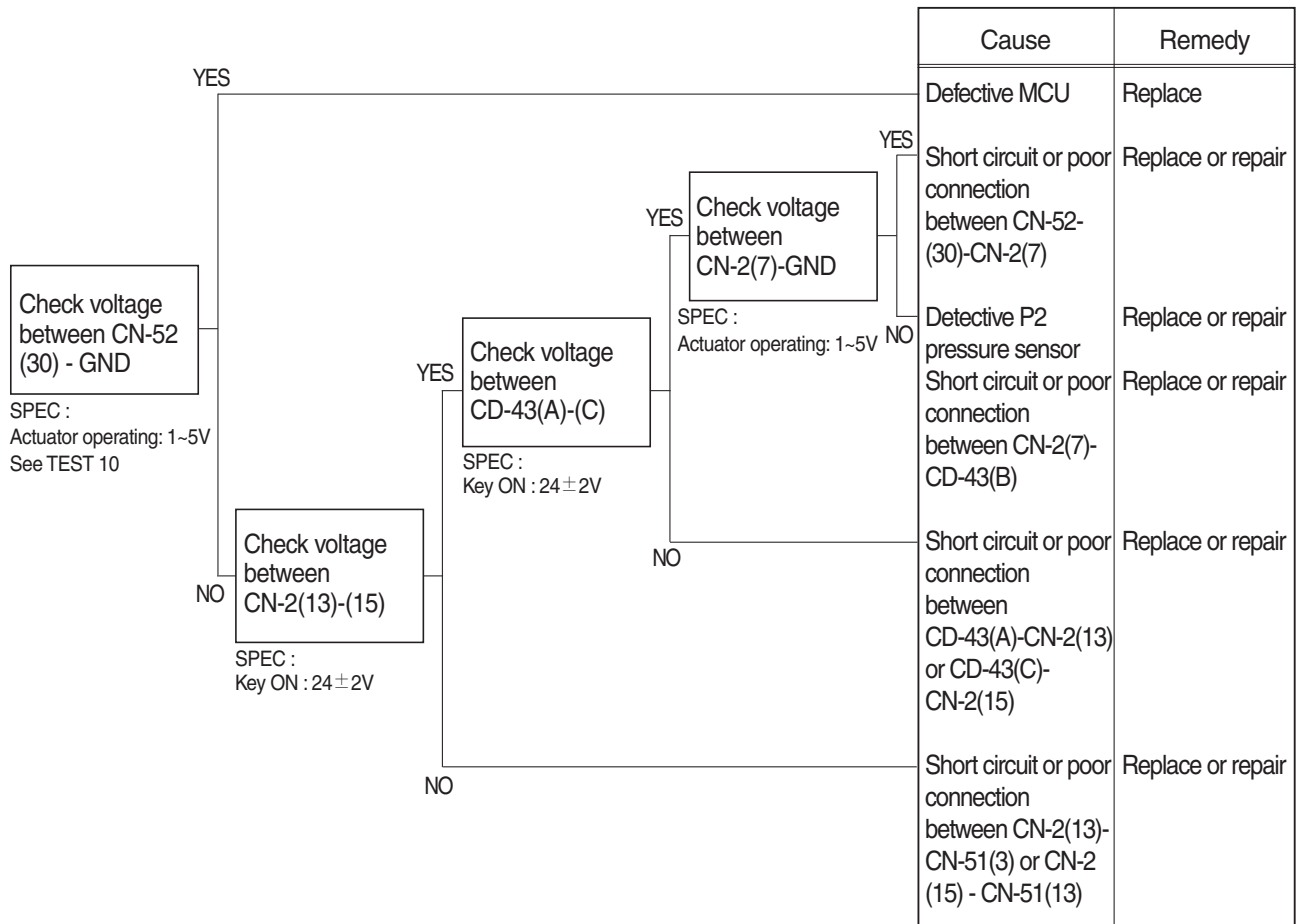 Cause
Remedy
YES
Defective MCU
Replace
YES
Short circuit or poor
connection
between CN-52-
(30)-CN-2(7)
Replace or repair
YES
Check voltage
between
CN-2(7)-GND
SPEC :
Actuator operating: 1~5V
NO
Detective P2
pressure sensor
Replace or repair
Short circuit or poor
connection
between CN-2(7)-
CD-43(B)
Replace or repair
Check voltage
between CN-52
(30) - GND
SPEC :
Actuator operating: 1~5V
See TEST 10
YES
Check voltage
between
CD-43(A)-(C)
SPEC :
Key ON : 24±2V
NO
Short circuit or poor
connection
between
CD-43(A)-CN-2(13)
or CD-43(C)-
CN-2(15)
Replace or repair
NO
Check voltage
between
CN-2(13)-(15)
SPEC :
Key ON : 24±2V
NO
Short circuit or poor
connection
between CN-2(13)-
CN-51(3) or CN-2
(15) - CN-51(13)
Replace or repair